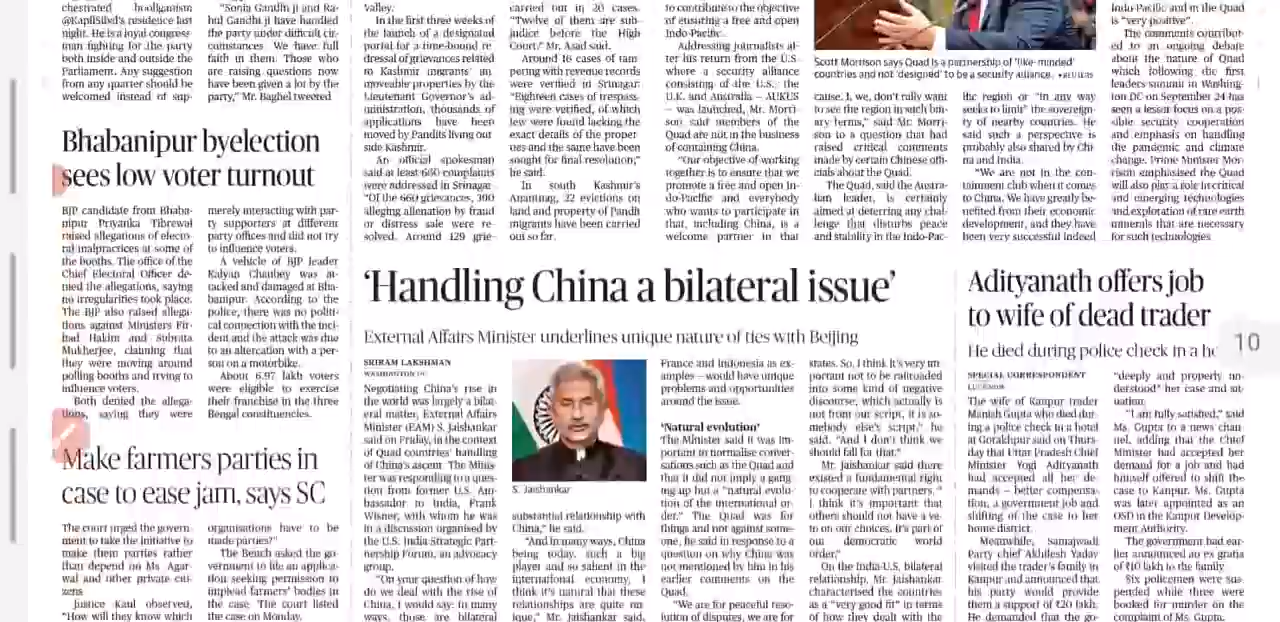 chestrated hooliganism
@KapilSibal's residence last
night. He is a loyal congress-
man fighting for the party
both inside and outside the
Parliament. Any suggestion
from any quarter should be
welcomed instead of sup-
"Sonia Gandhi ji and Ra-
hul Gandhi ji have handled
the party under difficult cir-
cumstances. We have full
faith in them. Those who
are raising questions now
have been given a lot by the
party," Mr. Baghel tweeted
Bhabanipur byelection
sees low voter turnout
BJP candidate from Bhaba-
nipur Priyanka Tibrewal
raised allegations of electo-
ral malpractices at some of
the booths. The office of the
Chief Electoral Officer de-
nied the allegations, saying
no irregularities took place.
The BJP also raised allega-
tions against Ministers Fir-
had Hakim and Subrata
Mukherjee, claiming that
they were moving around
polling booths and trying to
influence voters.
Both denied the allega-
tions, saying they were
merely interacting with par-
ty supporters at different
party offices and did not try
to influence voters.
A vehicle of BJP leader
Kalyan Chaubey was at-
tacked and damaged at Bha-
banipur. According to the
police, there was no politi-
cal connection with the inci-
dent and the attack was due
to an altercation with a per-
son on a motorbike.
About 6.97 lakh voters
were eligible to exercise
their franchise in the three
Bengal constituencies.
Make farmers parties in
case to ease jam, says SC
The court urged the govern-
ment to take the initiative to
make them parties rather
than depend on Ms. Agar-
wal and other private citi-
zens
Justice Kaul observed,
"How will they know which
organisations have to be
made parties?"
The Bench asked the go-
vernment to file an applica-
tion seeking permission to
implead farmers' bodies in
the case. The court listed
the case on Monday.
Valley.
In the first three weeks of
the launch of a designated
portal for a time-bound re-
dressal of grievances related
to Kashmir migrants' im-
moveable properties by the
Lieutenant Governor's ad-
ministration, thousands of
applications have been
moved by Pandits living out-
side Kashmir.
An official spokesman
said at least 660 complaints
were addressed in Srinagar
"Of the 660 grievances, 390
alleging alienation by fraud
or distress sale were re-
solved. Around 129 grie-
carried out in 20 cases.
"Twelve of them are sub-
judice before the High
Court," Mr. Asad said.
Around 16 cases of tam-
pering with revenue records
were verified in Srinagar.
"Eighteen cases of trespass-
ing were verified, of which
few were found lacking the
exact details of the proper-
ties and the same have been
sought for final resolution,"
he said.
In south Kashmir's
Anantnag, 22 evictions on
land and property of Pandit
migrants have been carried
out so far.
to contribute to the objective
of ensuring a free and open
Indo-Pacific.
Addressing journalists af-
ter his return from the U.S
where a security alliance
consisting of the U.S., the
U.K. and Australia – AUKUS
– was launched, Mr. Morri-
son said members of the
Quad are not in the business
of containing China.
"Our objective of working
together is to ensure that we
promote a free and open In-
do-Pacific and everybody
who wants to participate in
that, including China, is a
welcome partner in that
Scott Morrison says Quad is a partnership of 'like-minded'
countries and not 'designed' to be a security alliance. •REUTERS
cause. I, we, don't really want
to see the region in such bin-
ary terms," said Mr. Morri-
son to a question that had
raised critical comments
made by certain Chinese offi-
cials about the Quad.
The Quad, said the Austra-
lian leader, is certainly
aimed at deterring any chal-
lenge that disturbs peace
and stability in the Indo-Pac-
the region or "in any way
seeks to limit" the sovereign-
ty of nearby countries. He
said such a perspective is
probably also shared by Chi-
na and India.
"We are not in the con-
tainment club when it comes
to China. We have greatly be-
nefited from their economic
development, and they have
been very successful indeed
Indo-Pacific and in the Quad
is "very positive".
The comments contribut-
ed to an ongoing debate
about the nature of Quad
which following the first
leaders summit in Washing-
ton DC on September 24 has
seen a lesser focus on a pos-
sible security cooperation
and emphasis on handling
the pandemic and climate
change. Prime Minister Mor-
rison emphasised the Quad
will also play a role in critical
and emerging technologies
and exploration of rare earth
minerals that are necessary
for such technologies
'Handling China a bilateral issue'
External Affairs Minister underlines unique nature of ties with Beijing
SRIRAM LAKSHMAN
WASHINGTON DC
Negotiating China's rise in
the world was largely a bilat-
eral matter, External Affairs
Minister (EAM) S. Jaishankar
said on Friday, in the context
of Quad countries' handling
of China's ascent. The Minis-
ter was responding to a ques-
tion from former U.S. Am-
bassador to India, Frank
Wisner, with whom he was
in a discussion organised by
the U.S. India Strategic Part-
nership Forum, an advocacy
group.
"On your question of how
do we deal with the rise of
China, I would say: in many
ways, those are bilateral
S. Jaishankar
substantial relationship with
China," he said.
"And in many ways, China
being today, such a big
player and so salient in the
international economy, I
think it's natural that these
relationships are quite un-
ique," Mr. Jaishankar said,
France and Indonesia as ex-
amples – would have unique
problems and opportunities
around the issue.
'Natural evolution'
The Minister said it was im-
portant to normalise conver-
sations such as the Quad and
that it did not imply a gang-
ing up but a "natural evolu-
tion of the international or-
der." The Quad was for
things and not against some-
one, he said in response to a
question on why China was
not mentioned by him in his
earlier comments on the
Quad.
"We are for peaceful reso-
lution of disputes, we are for
states. So, I think it's very im-
portant not to be railroaded
into some kind of negative
discourse, which actually is
not from our script, it is so-
mebody else's script," he
said. "And I don't think we
should fall for that."
Mr. Jaishankar said there
existed a fundamental right
to cooperate with partners. "
I think it's important that
others should not have a ve-
to on our choices, it's part of
our democratic world
order."
On the India-U.S. bilateral
relationship, Mr. Jaishankar
characterised the countries
as a "very good fit" in terms
of how they dealt with the
Adityanath offers job
to wife of dead trader
He died during police check in a ho
SPECIAL CORRESPONDENT
LUCKNOW
The wife of Kanpur trader
Manish Gupta who died dur-
ing a police check in a hotel
at Gorakhpur said on Thurs-
day that Uttar Pradesh Chief
Minister Yogi Adityanath
had accepted all her de-
mands – better compensa-
tion, a government job and
shifting of the case to her
home district.
Meanwhile, Samajwadi
Party chief Akhilesh Yadav
visited the trader's family in
Kanpur and announced that
his party would provide
them a support of ₹20 lakh.
He demanded that the go-
"deeply and properly un-
derstood" her case and sit-
uation.
"I am fully satisfied," said
Ms. Gupta to a news chan-
nel, adding that the Chief
Minister had accepted her
demand for a job and had
himself offered to shift the
case to Kanpur. Ms. Gupta
was later appointed as an
OSD in the Kanpur Develop-
ment Authority.
The government had ear-
lier announced an ex gratia
of ₹10 lakh to the family.
Six policemen were sus-
pended while three were
booked for murder on the
complaint of Ms. Gupta.
10